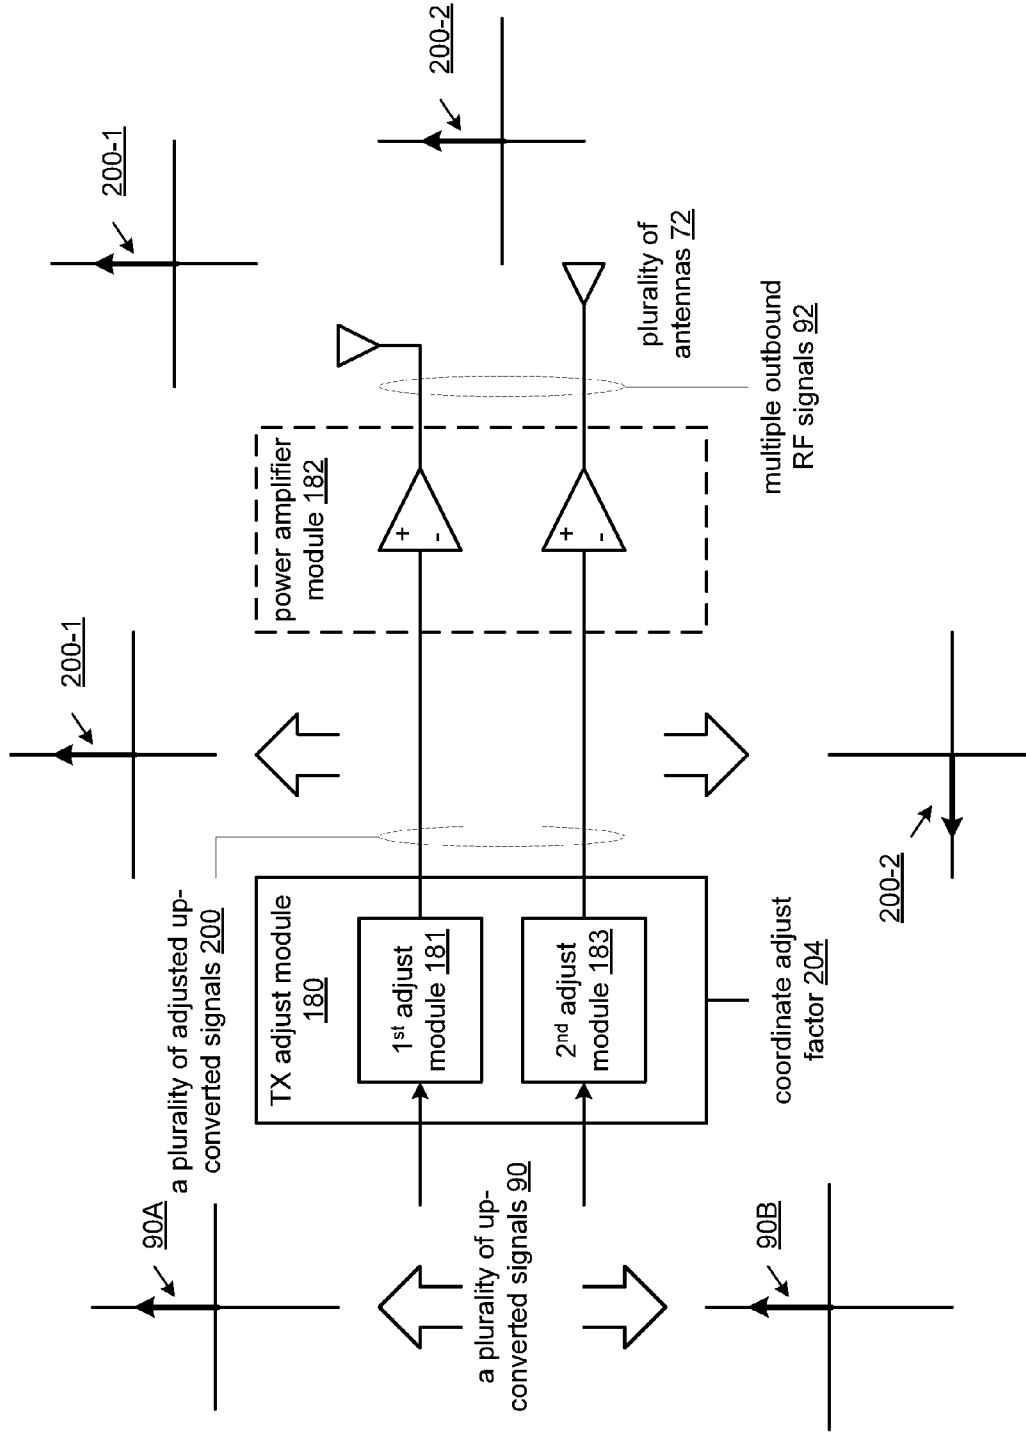 200-1
200-2
200-1
power amplifier
module 182
plurality of
antennas 72
multiple outbound
RF signals 92
a plurality of adjusted up-
converted signals 200
TX adjust module
180
1st adjust
module 181
2nd adjust
module 183
200-2
coordinate adjust
factor 204
90A
a plurality of up-
converted signals 90
90B
+
-
+
-